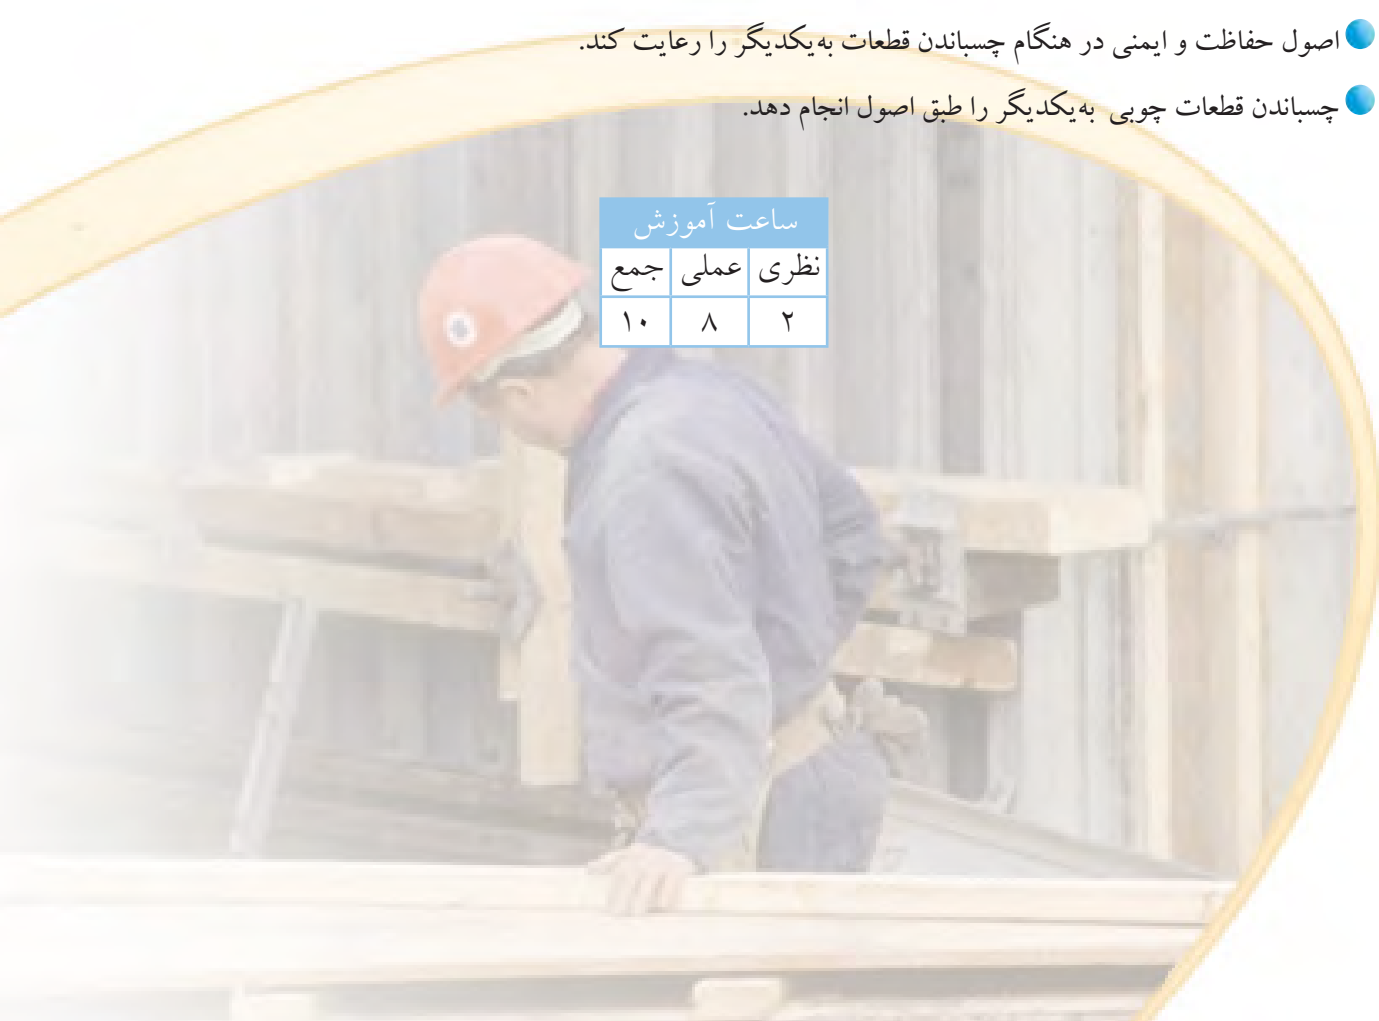 اصول حفاظت و ایمنی در هنگام چسباندن قطعات به‌یکدیگر را رعایت کند.
چسباندن قطعات چوبی به‌یکدیگر را طبق اصول انجام دهد.
ساعت آموزش
نظری عملی جمع
۲ ۸ ۱۰